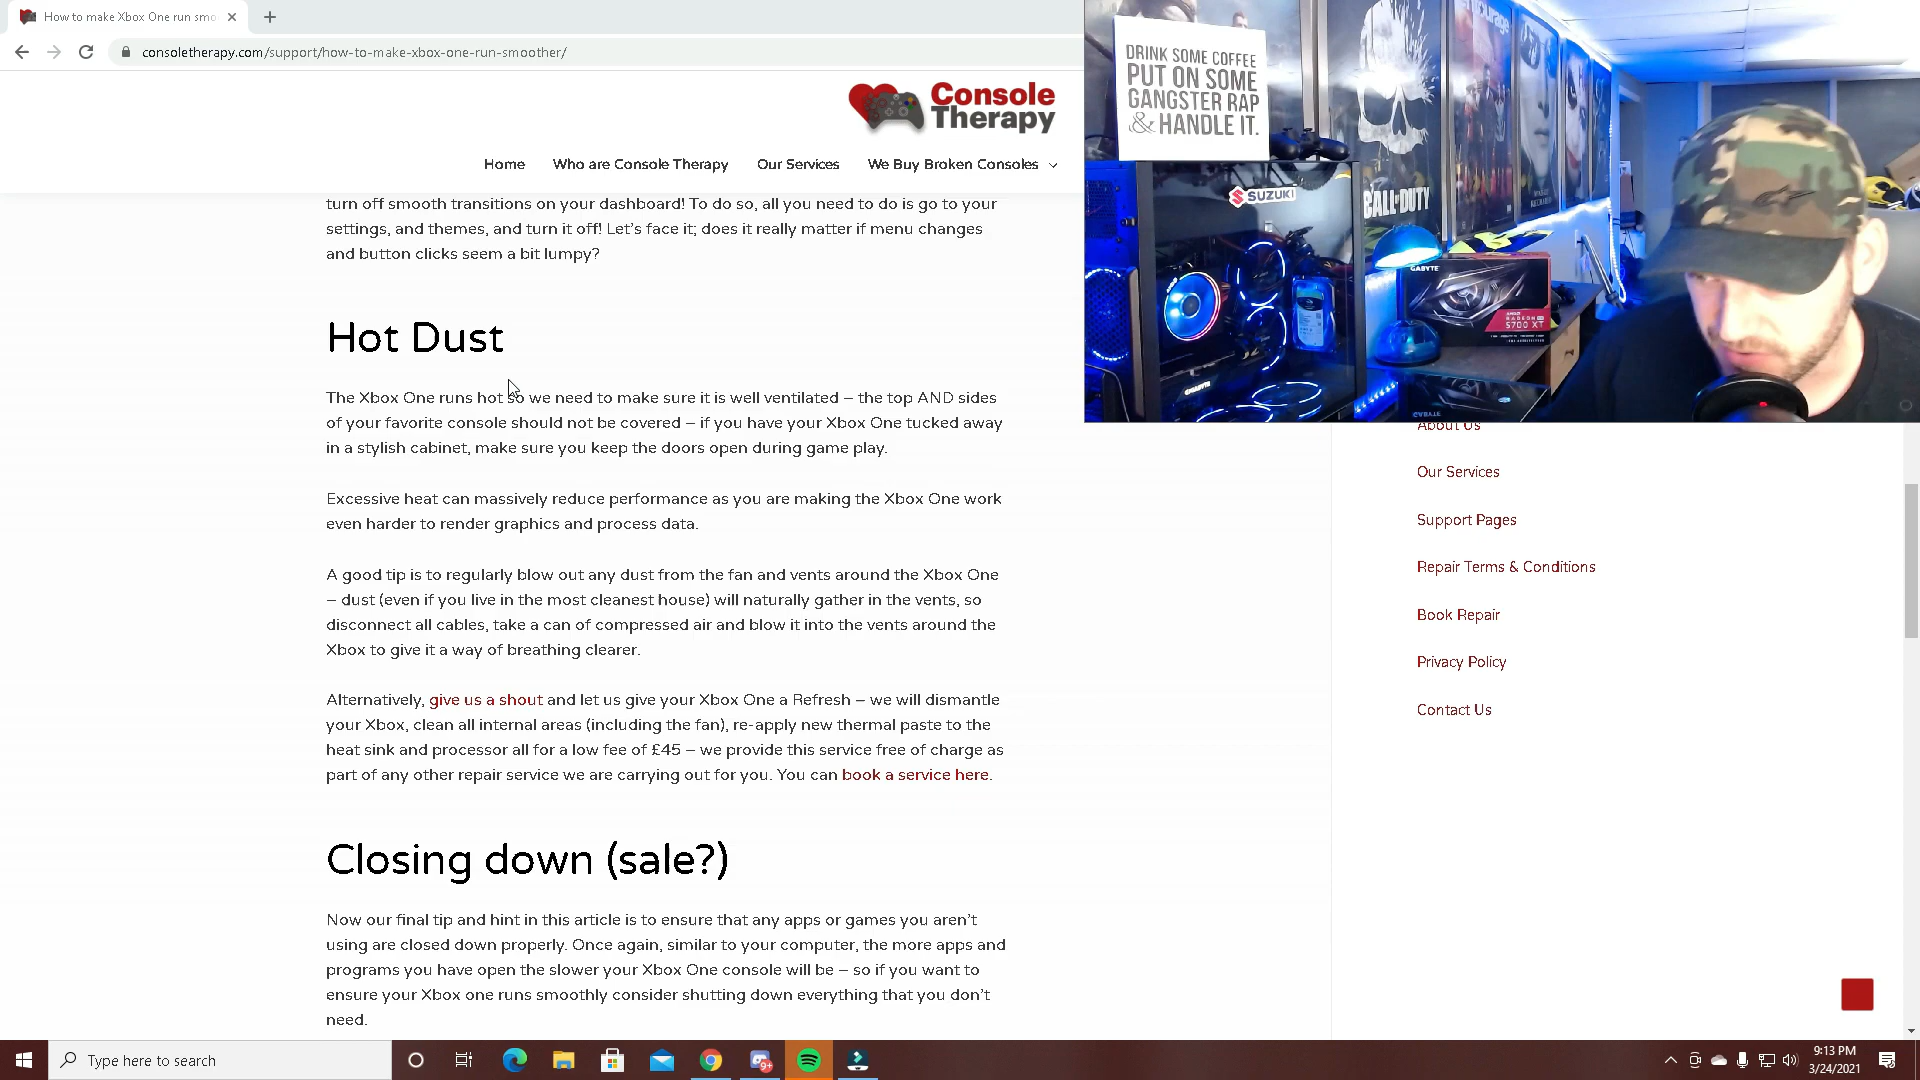 How to make Xbox One run smo
consoletherapy.com/support/how-to-make-xbox-one-run-smoother/
Console
Therapy
Home Who are Console Therapy Our Services We Buy Broken Consoles
turn off smooth transitions on your dashboard! To do so, all you need to do is go to your
settings, and themes, and turn it off! Let's face it; does it really matter if menu changes
and button clicks seem a bit lumpy?
Hot Dust
The Xbox One runs hot so we need to make sure it is well ventilated – the top AND sides
of your favorite console should not be covered – if you have your Xbox One tucked away
in a stylish cabinet, make sure you keep the doors open during game play.
Excessive heat can massively reduce performance as you are making the Xbox One work
even harder to render graphics and process data.
A good tip is to regularly blow out any dust from the fan and vents around the Xbox One
– dust (even if you live in the most cleanest house) will naturally gather in the vents, so
disconnect all cables, take a can of compressed air and blow it into the vents around the
Xbox to give it a way of breathing clearer.
Alternatively, give us a shout and let us give your Xbox One a Refresh – we will dismantle
your Xbox, clean all internal areas (including the fan), re-apply new thermal paste to the
heat sink and processor all for a low fee of £45 – we provide this service free of charge as
part of any other repair service we are carrying out for you. You can book a service here.
Closing down (sale?)
Now our final tip and hint in this article is to ensure that any apps or games you aren't
using are closed down properly. Once again, similar to your computer, the more apps and
programs you have open the slower your Xbox One console will be – so if you want to
ensure your Xbox one runs smoothly consider shutting down everything that you don't
need.
DRINK SOME COFFEE
PUT ON SOME
GANGSTER RAP
& HANDLE IT.
SUZUKI
CALL DUTY
GIGABYTE
RADEON
5700 XT
About Us
Our Services
Support Pages
Repair Terms & Conditions
Book Repair
Privacy Policy
Contact Us
Type here to search
9+
9:13 PM
3/24/2021